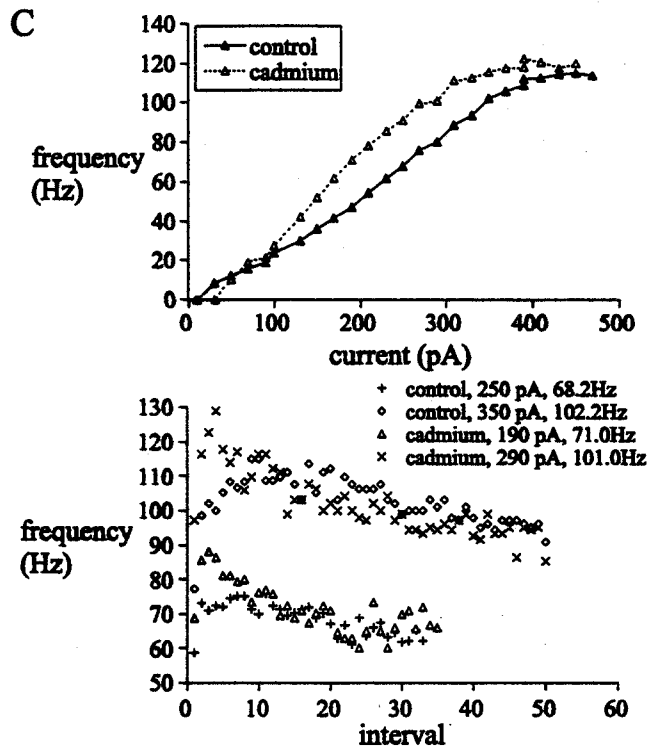 C
control
cadmium
frequency
(Hz)
140
120
100
80
60
40
20
0
0 100 200 300 400 500
current (pA)
control, 250 pA, 68.2Hz
control, 350 pA, 102.2Hz
cadmium, 190 pA, 71.0Hz
cadmium, 290 pA, 101.0Hz
frequency
(Hz)
130
120
110
100
90
80
70
60
50
0 10 20 30 40 50 60
interval